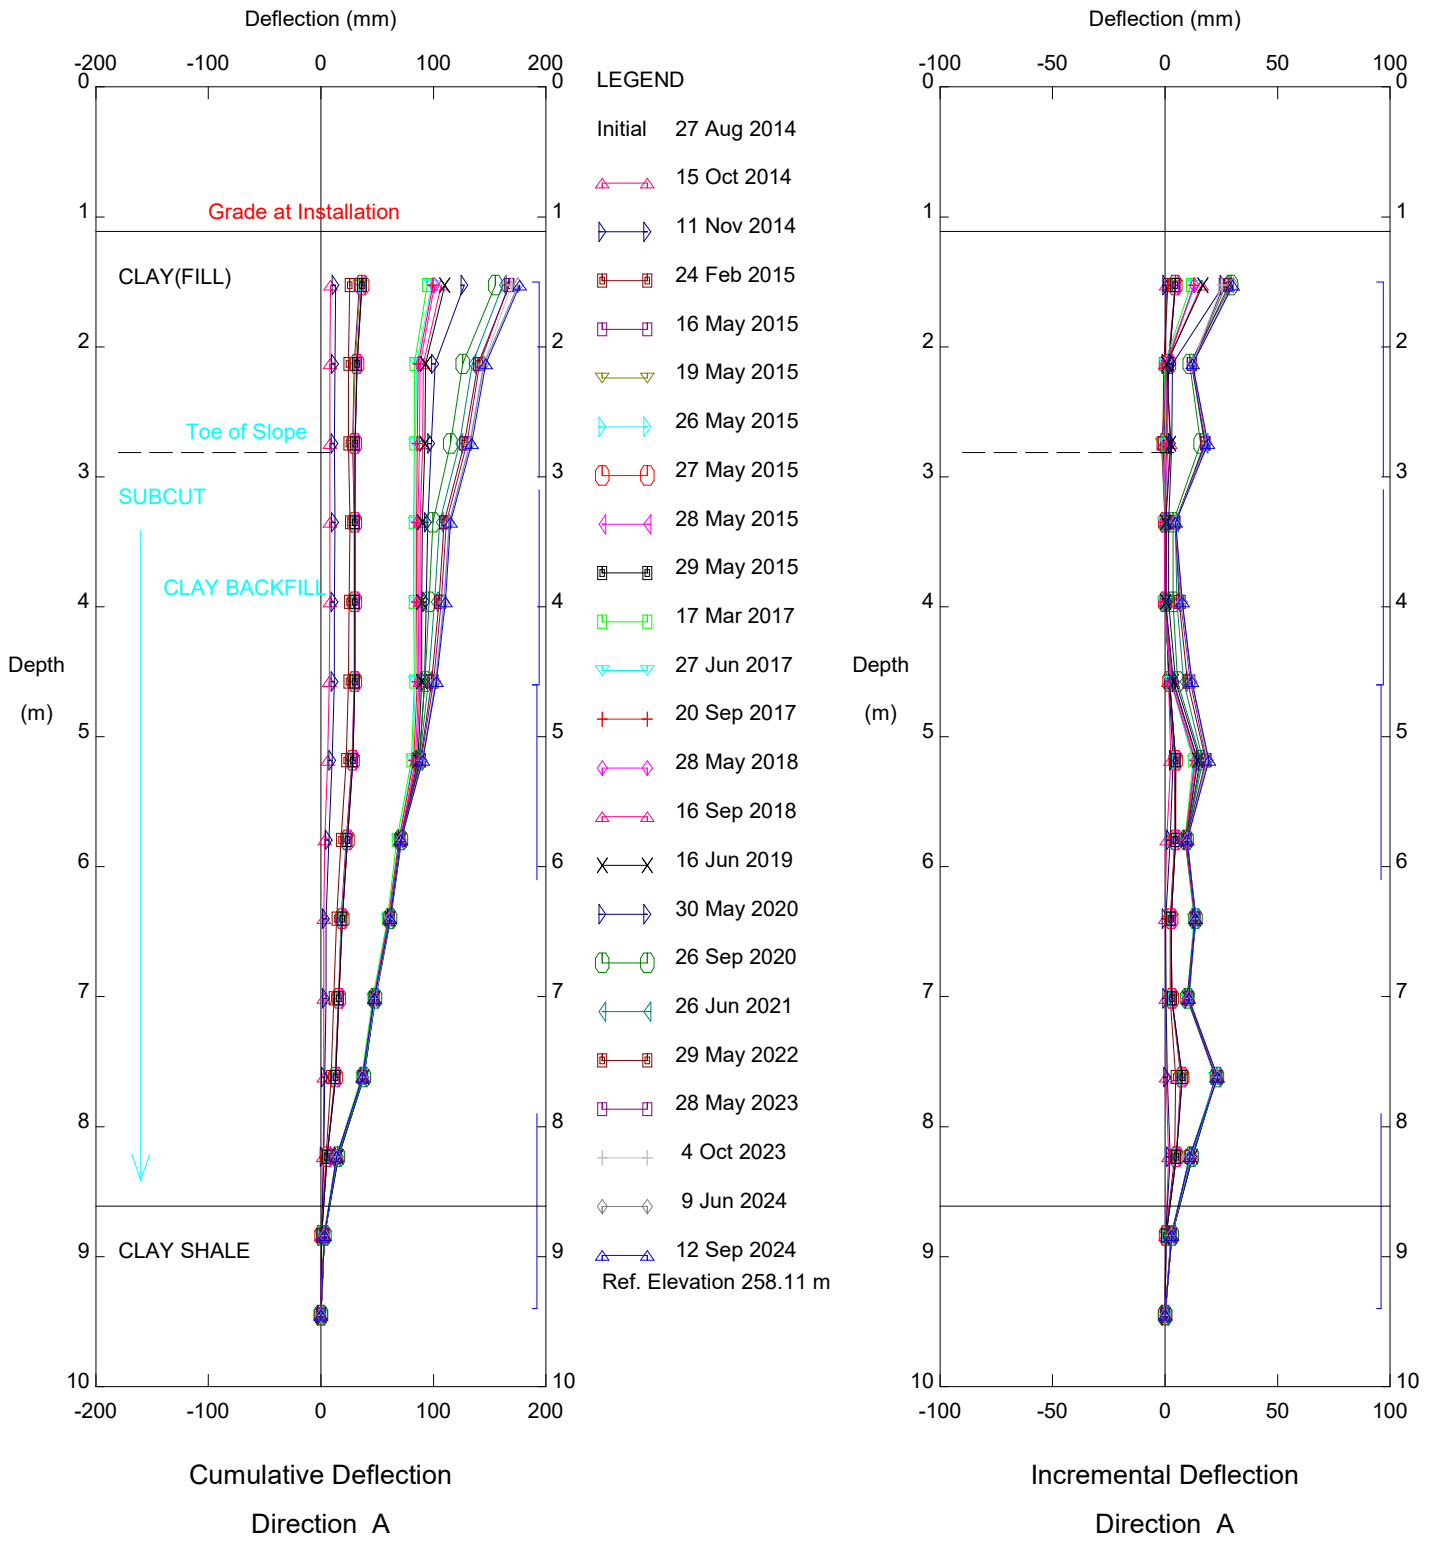 Deflection (mm)
-200 -100 0 100 200
0 0
1 1
Grade at Installation
CLAY(FILL)
2 2
Toe of Slope
3 3
SUBCUT
CLAY BACKFILL
4 4
Depth
(m)
5 5
6 6
7 7
8 8
CLAY SHALE
9 9
10 10
-200 -100 0 100 200
Cumulative Deflection
Direction A
LEGEND
Initial 27 Aug 2014
15 Oct 2014
11 Nov 2014
24 Feb 2015
16 May 2015
19 May 2015
26 May 2015
27 May 2015
28 May 2015
29 May 2015
17 Mar 2017
27 Jun 2017
20 Sep 2017
28 May 2018
16 Sep 2018
16 Jun 2019
30 May 2020
26 Sep 2020
26 Jun 2021
29 May 2022
28 May 2023
4 Oct 2023
9 Jun 2024
12 Sep 2024
Ref. Elevation 258.11 m
Deflection (mm)
-100 -50 0 50 100
0 0
1 1
2 2
3 3
4 4
Depth
(m)
5 5
6 6
7 7
8 8
9 9
10 10
-100 -50 0 50 100
Incremental Deflection
Direction A